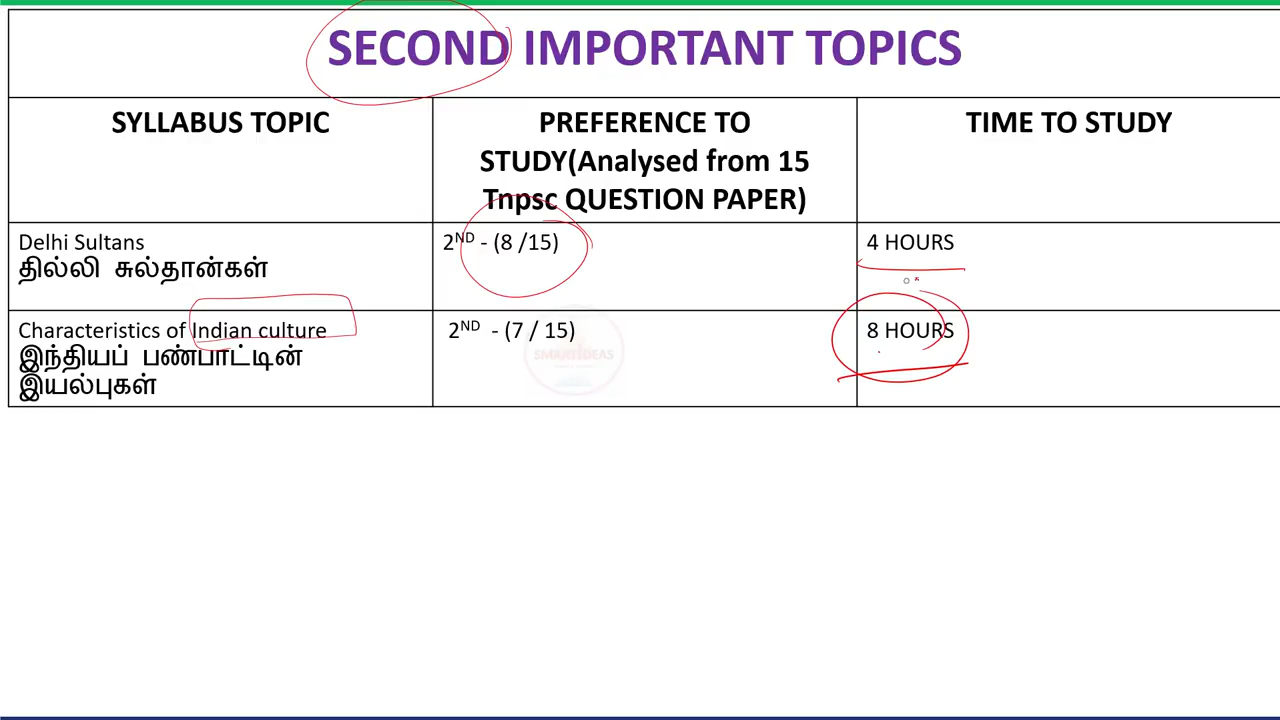 SECOND IMPORTANT TOPICS
SYLLABUS TOPIC
PREFERENCE TO
STUDY(Analysed from 15
Tnpsc QUESTION PAPER)
TIME TO STUDY
Delhi Sultans
தில்லி சுல்தான்கள்
2ND - (8 /15)
4 HOURS
Characteristics of Indian culture
இந்தியப் பண்பாட்டின்
இயல்புகள்
2ND - (7 / 15)
8 HOURS
SMART IDEAS